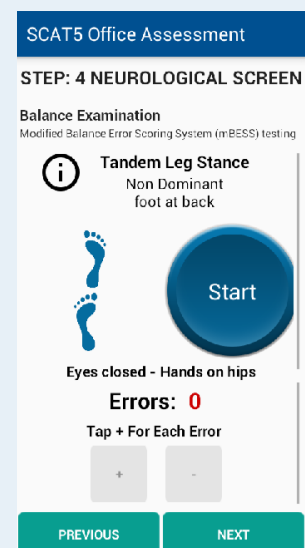 SCAT5 Office Assessment
STEP: 4 NEUROLOGICAL SCREEN
Balance Examination
Modified Balance Error Scoring System (mBESS) testing
i
Tandem Leg Stance
Non Dominant
foot at back
Start
Eyes closed - Hands on hips
Errors: 0
Tap + For Each Error
+ -
PREVIOUS NEXT